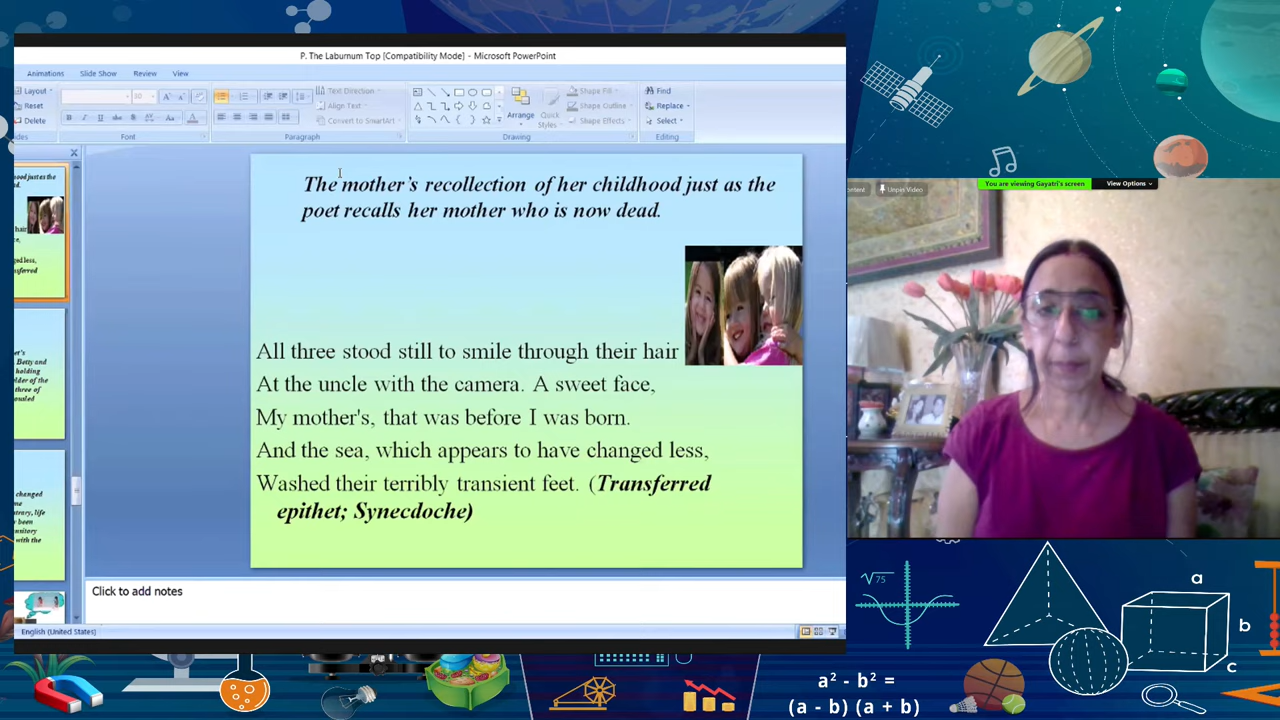 P. The Laburnum Top [Compatibility Mode] - Microsoft PowerPoint
Animations Slide Show Review View
Layout
Reset
Delete
Text Direction
Align Text
Convert to SmartArt
Arrange
Quick Styles
Shape Fill
Shape Outline
Shape Effects
Find
Replace
Select
Font Paragraph Drawing Editing
The mother's recollection of her childhood just as the
poet recalls her mother who is now dead.
All three stood still to smile through their hair
At the uncle with the camera. A sweet face,
My mother's, that was before I was born.
And the sea, which appears to have changed less,
Washed their terribly transient feet. (Transferred
epithet; Synecdoche)
Click to add notes
English (United States)
Unpin Video
You are viewing Gayatri's screen
View Options
√75
a
b
c
a² - b² =
(a - b) (a + b)